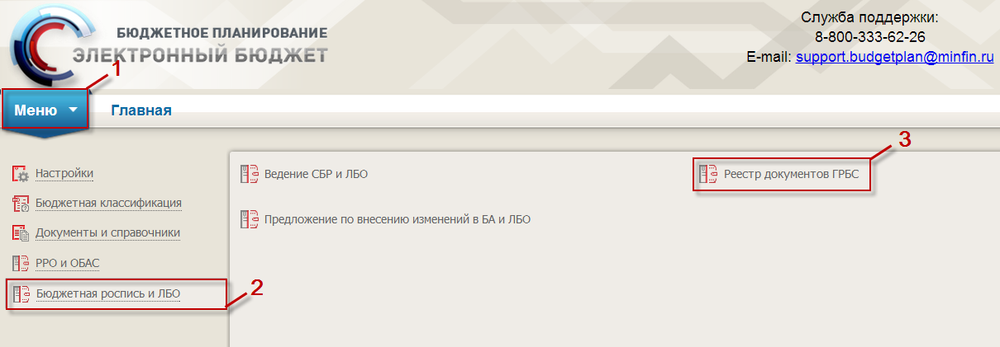 БЮДЖЕТНОЕ ПЛАНИРОВАНИЕ
ЭЛЕКТРОННЫЙ БЮДЖЕТ
Служба поддержки:
8-800-333-62-26
E-mail: support.budgetplan@minfin.ru
1
Меню
Главная
3
Настройки
Ведение СБР и ЛБО
Реестр документов ГРБС
Бюджетная классификация
Предложение по внесению изменений в БА и ЛБО
Документы и справочники
РРО и ОБАС
Бюджетная роспись и ЛБО
2